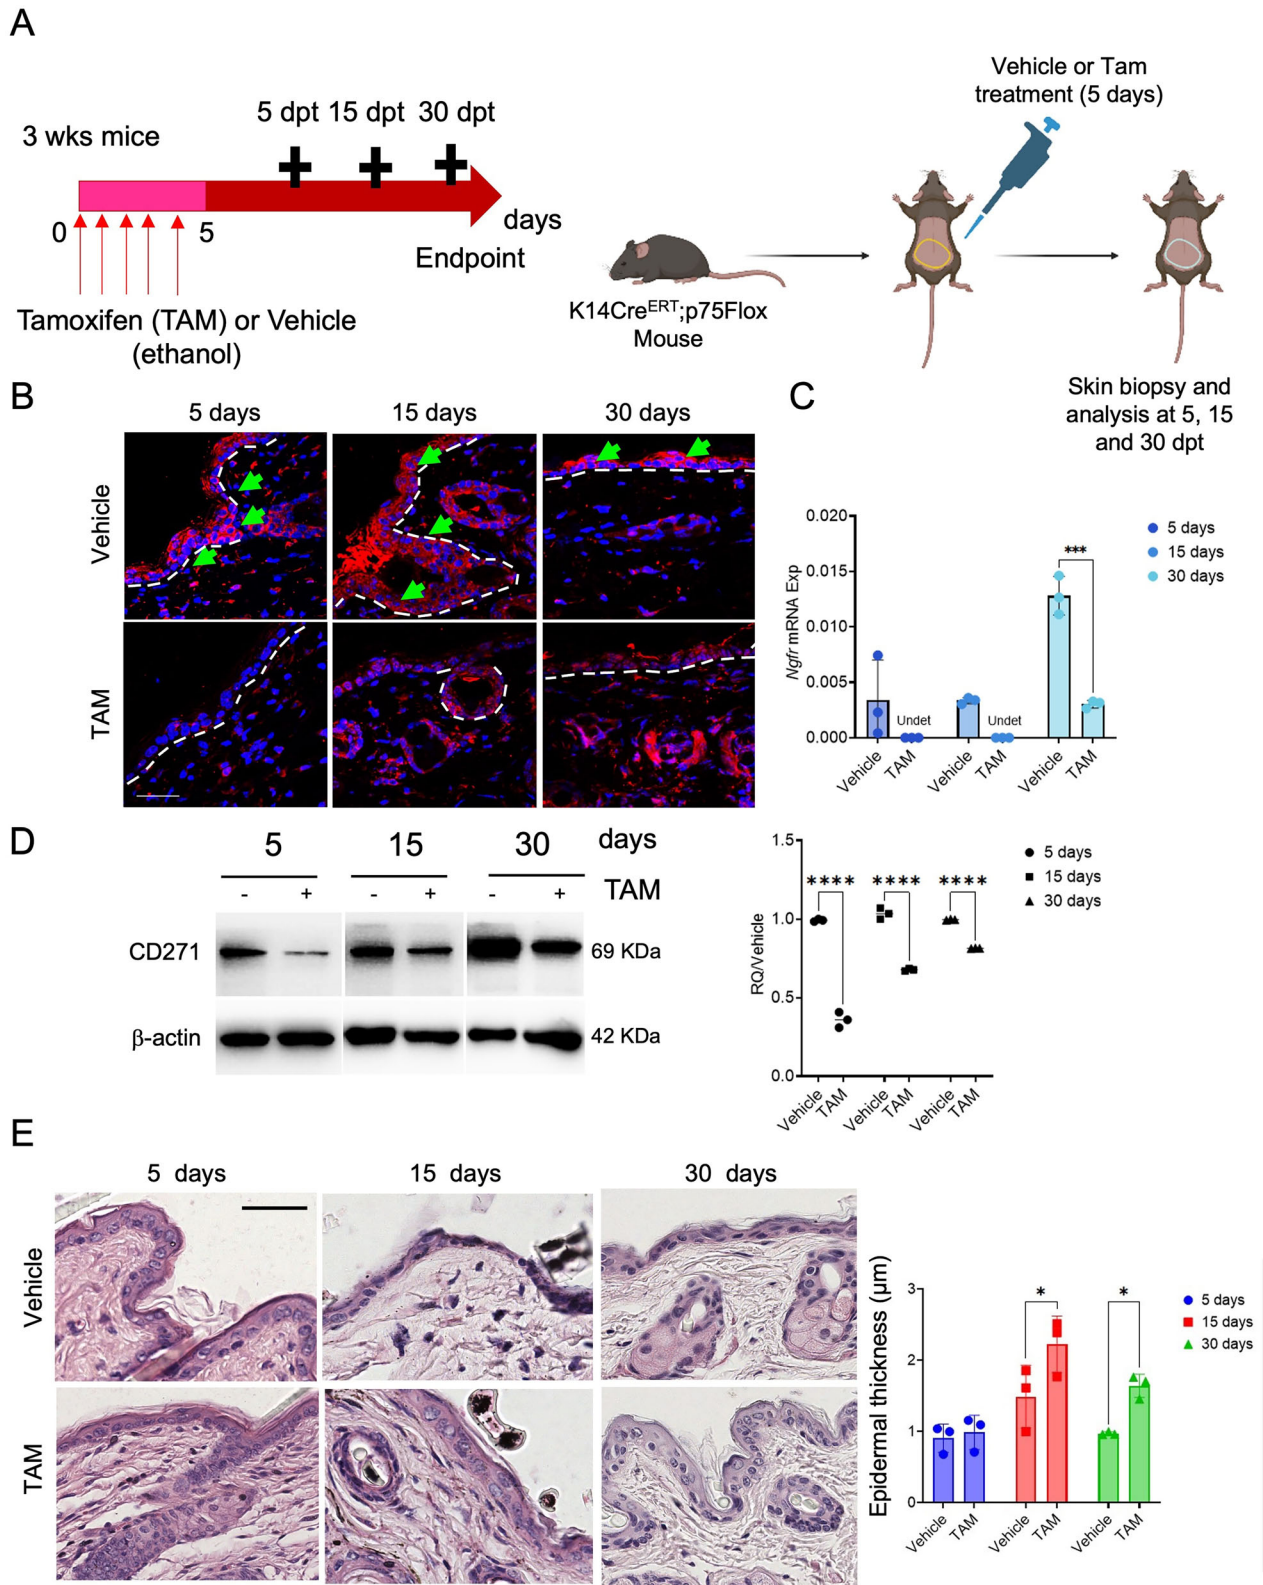 A
3 wks mice
5 dpt 15 dpt 30 dpt
0
5
days
Endpoint
Tamoxifen (TAM) or Vehicle
(ethanol)
Vehicle or Tam
treatment (5 days)
K14CreERT;p75Flox
Mouse
Skin biopsy and
analysis at 5, 15
and 30 dpt
B
5 days
15 days
30 days
Vehicle
TAM
C
0.020
0.015
0.010
0.005
0.000
Ngfr mRNA Exp
Undet
Undet
***
Vehicle
TAM
Vehicle
TAM
Vehicle
TAM
5 days
15 days
30 days
D
5
15
30
days
- + - + - + TAM
CD271
69 KDa
β-actin
42 KDa
1.5
1.0
0.5
0.0
RQ/Vehicle
**** **** ****
Vehicle
TAM
Vehicle
TAM
Vehicle
TAM
5 days
15 days
30 days
E
5 days
15 days
30 days
Vehicle
TAM
3
2
1
0
Epidermal thickness (μm)
* *
Vehicle
TAM
Vehicle
TAM
Vehicle
TAM
5 days
15 days
30 days